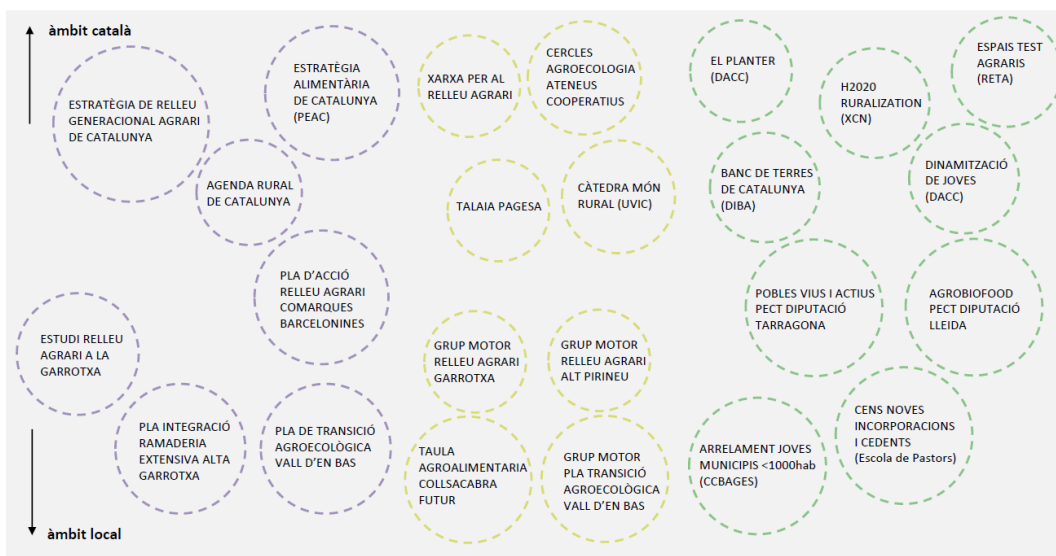 àmbit català
ESTRATÈGIA DE RELLEU
GENERACIONAL AGRARI
DE CATALUNYA
ESTRATÈGIA
ALIMENTÀRIA
DE CATALUNYA
(PEAC)
AGENDA RURAL
DE CATALUNYA
PLA D'ACCIÓ
RELLEU AGRARI
COMARQUES
BARCELONINES
ESTUDI RELLEU
AGRARI A LA
GARROTXA
PLA INTEGRACIÓ
RAMADERIA
EXTENSIVA ALTA
GARROTXA
PLA DE TRANSICIÓ
AGROECOLÒGICA
VALL D'EN BAS
XARXA PER AL
RELLEU AGRARI
CERCLES
AGROECOLOGIA
ATENEUS
COOPERATIUS
TALAIA PAGESA
CÀTEDRA MÓN
RURAL (UVIC)
GRUP MOTOR
RELLEU AGRARI
GARROTXA
GRUP MOTOR
RELLEU AGRARI
ALT PIRINEU
TAULA
AGROALIMENTARIA
COLLSACABRA
FUTUR
GRUP MOTOR
PLA TRANSICIÓ
AGROECOLÒGICA
VALL D'EN BAS
EL PLANTER
(DACC)
H2020
RURALIZATION
(XCN)
ESPAIS TEST
AGRARIS
(RETA)
BANC DE TERRES
DE CATALUNYA
(DIBA)
DINAMITZACIÓ
DE JOVES
(DACC)
POBLES VIUS I ACTIUS
PECT DIPUTACIÓ
TARRAGONA
AGROBIOFOOD
PECT DIPUTACIÓ
LLEIDA
ARRELAMENT JOVES
MUNICIPIS <1000hab
(CCBAGES)
CENS NOVES
INCORPORACIONS
I CEDENTS
(Escola de Pastors)
àmbit local